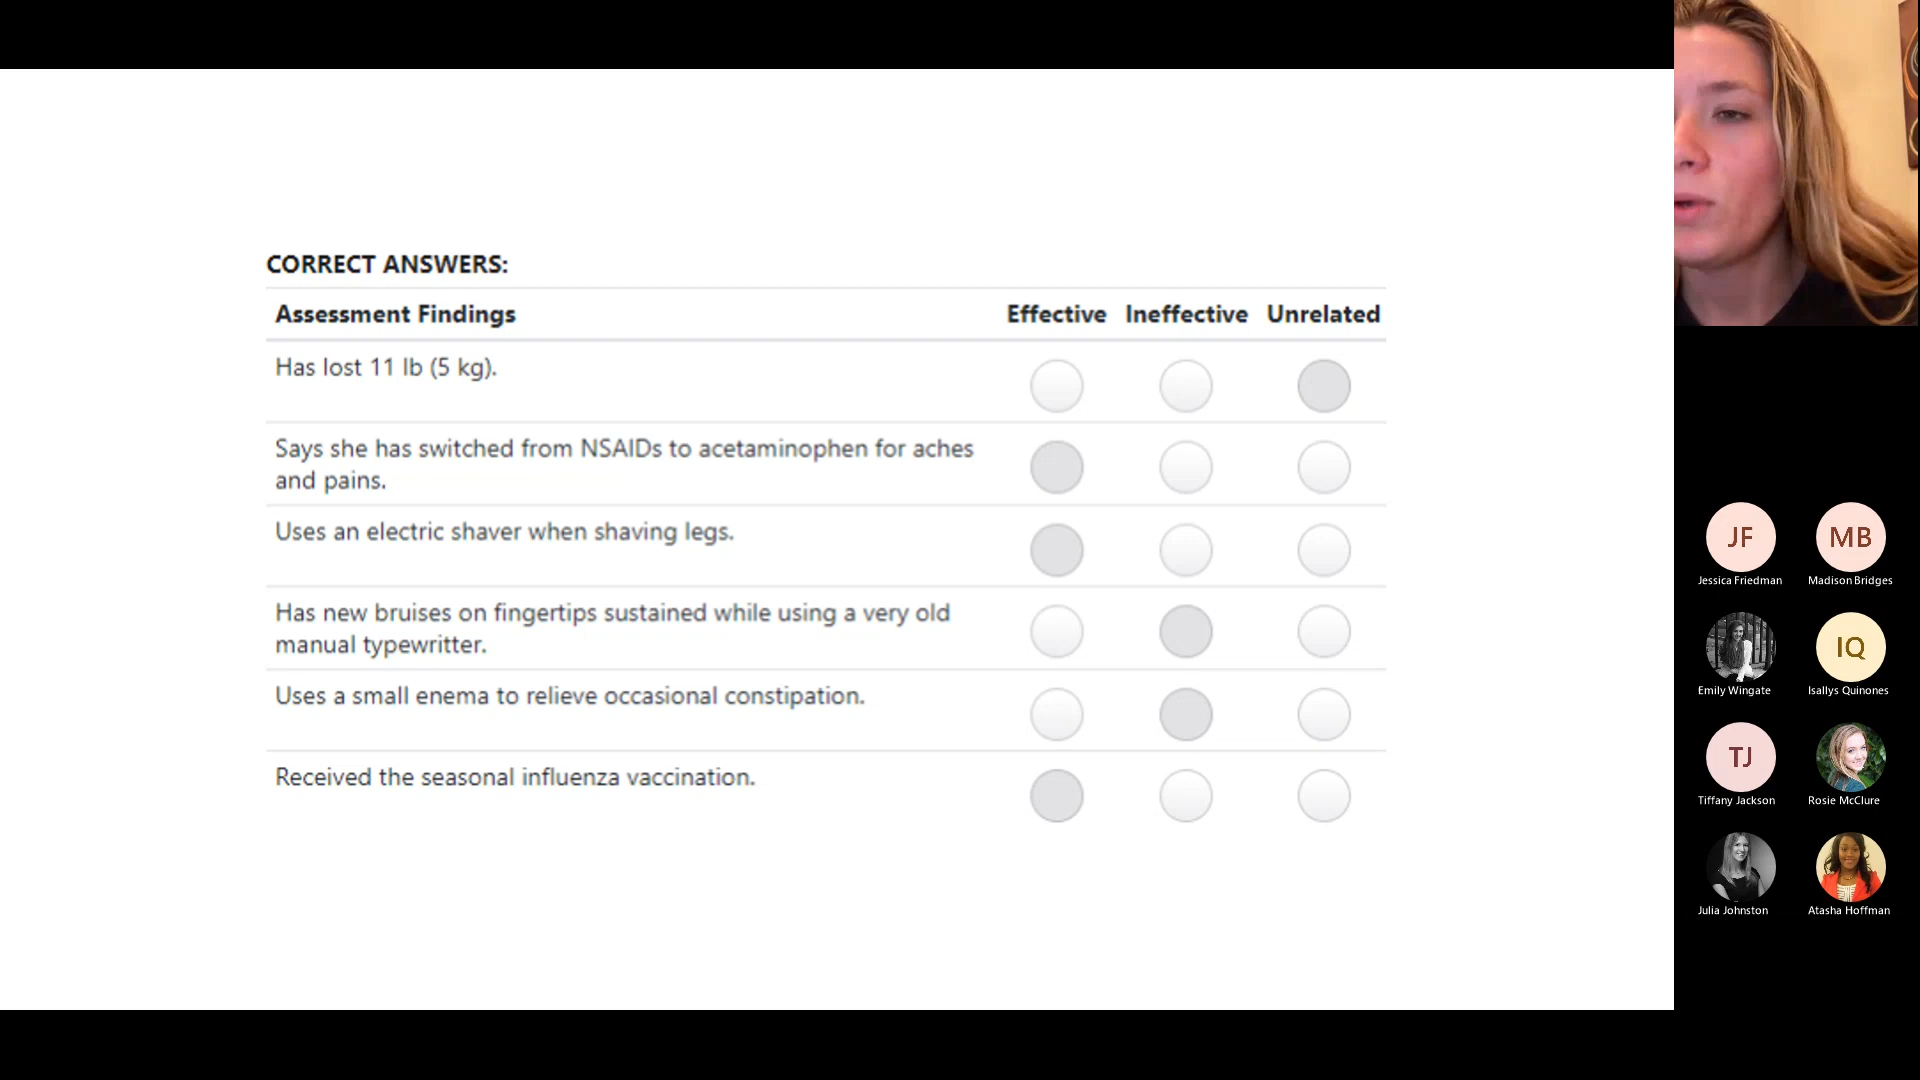 CORRECT ANSWERS:
Assessment Findings Effective Ineffective Unrelated
Has lost 11 lb (5 kg).
Says she has switched from NSAIDs to acetaminophen for aches
and pains.
Uses an electric shaver when shaving legs.
Has new bruises on fingertips sustained while using a very old
manual typewritter.
Uses a small enema to relieve occasional constipation.
Received the seasonal influenza vaccination.
JF MB
Jessica Friedman Madison Bridges
IQ
Emily Wingate Isallys Quinones
TJ
Tiffany Jackson Rosie McClure
Julia Johnston Atasha Hoffman